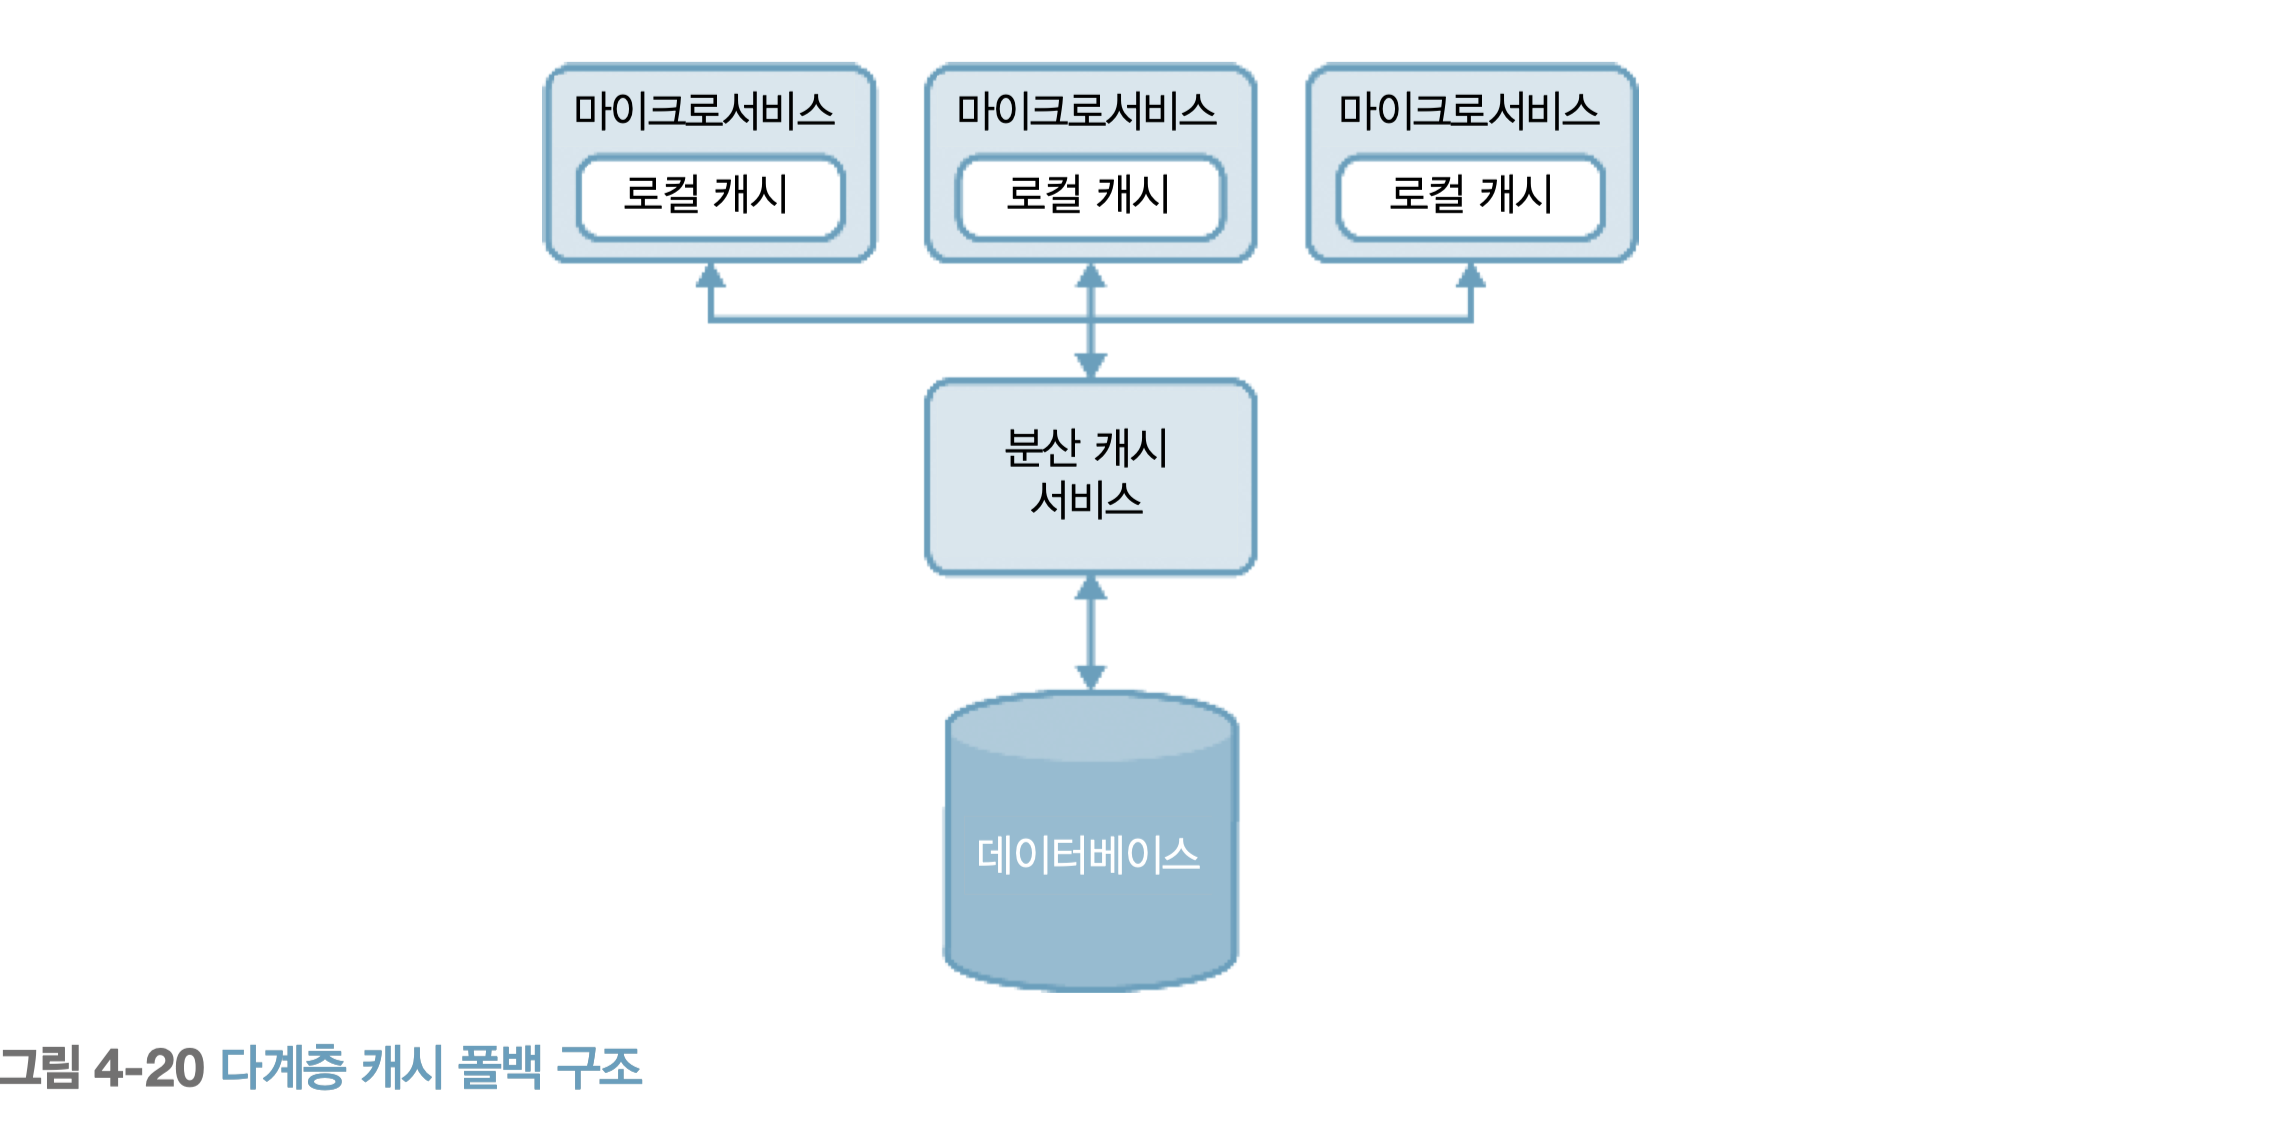 마이크로서비스
로컬 캐시
마이크로서비스
로컬 캐시
마이크로서비스
로컬 캐시
분산 캐시
서비스
데이터베이스
그림 4-20 다계층 캐시 폴백 구조